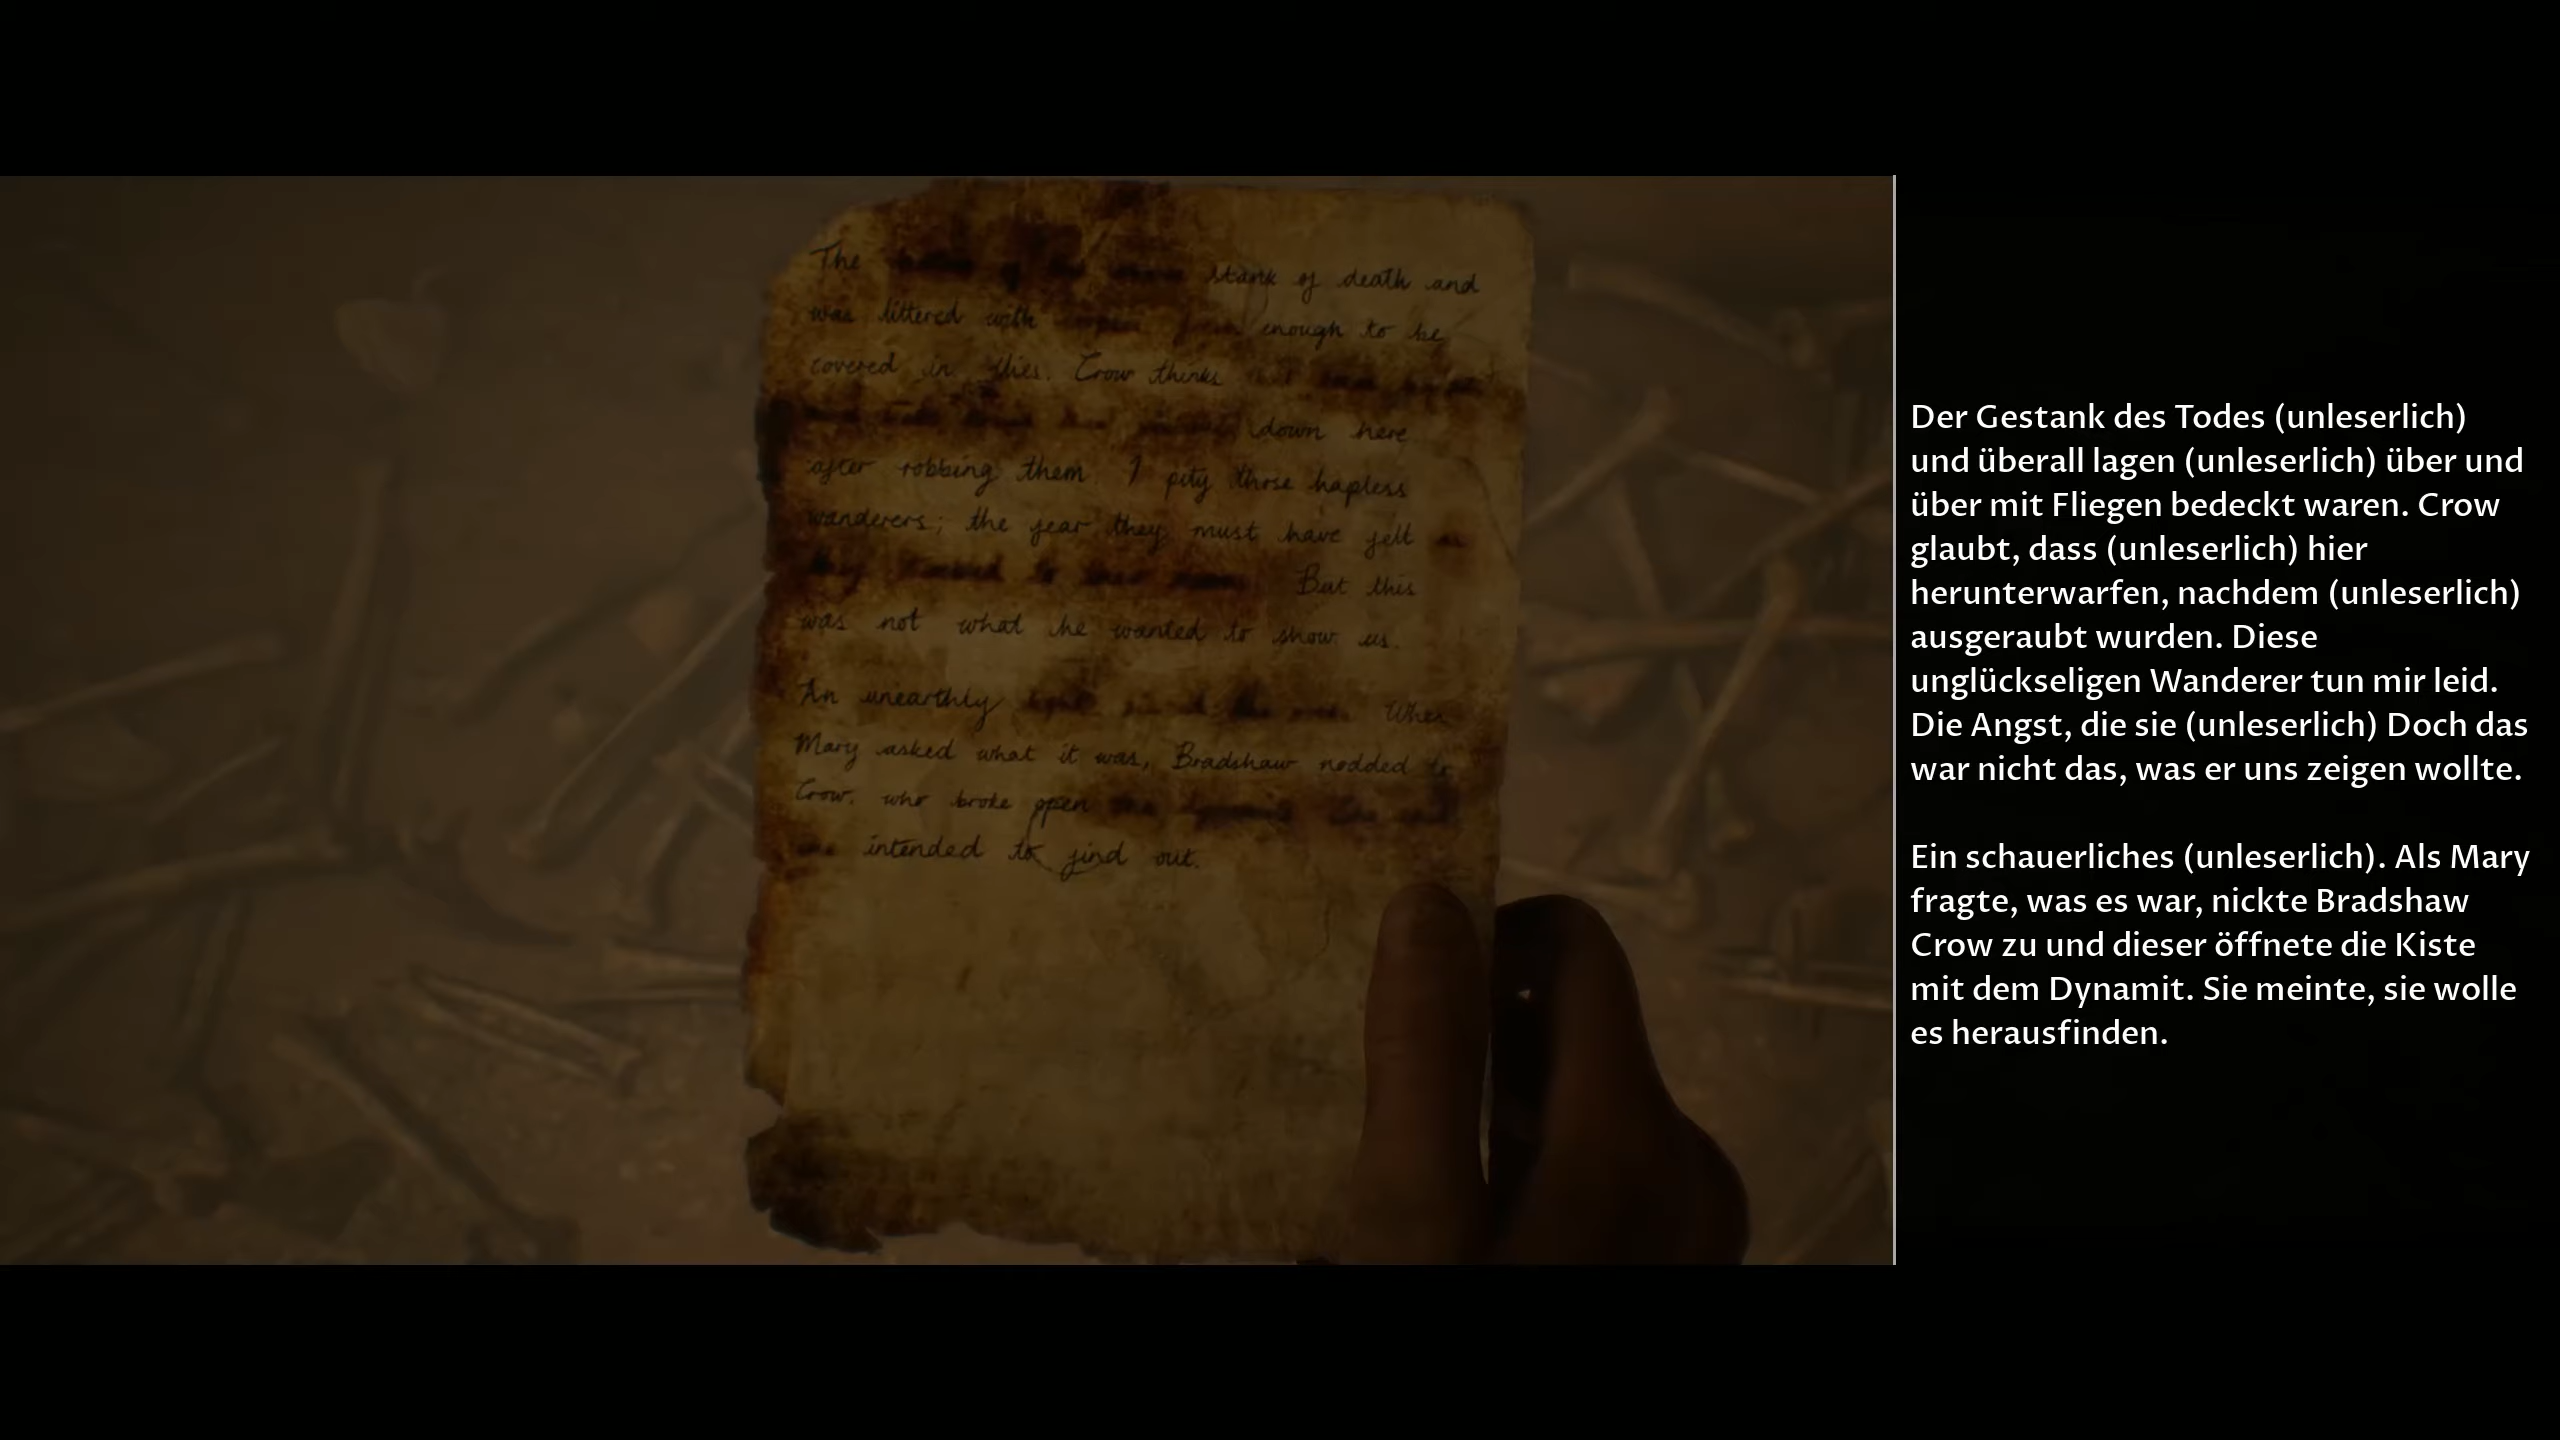 The stank of death and
was littered with enough to be
covered in flies. Crow thinks
down here
after robbing them. I pity those hapless
wanderers; the fear they must have felt
But this
was not what he wanted to show us.
An unearthly When
Mary asked what it was, Bradshaw nodded to
Crow, who broke open
intended to find out.
Der Gestank des Todes (unleserlich)
und überall lagen (unleserlich) über und
über mit Fliegen bedeckt waren. Crow
glaubt, dass (unleserlich) hier
herunterwarfen, nachdem (unleserlich)
ausgeraubt wurden. Diese
unglückseligen Wanderer tun mir leid.
Die Angst, die sie (unleserlich) Doch das
war nicht das, was er uns zeigen wollte.
Ein schauerliches (unleserlich). Als Mary
fragte, was es war, nickte Bradshaw
Crow zu und dieser öffnete die Kiste
mit dem Dynamit. Sie meinte, sie wolle
es herausfinden.